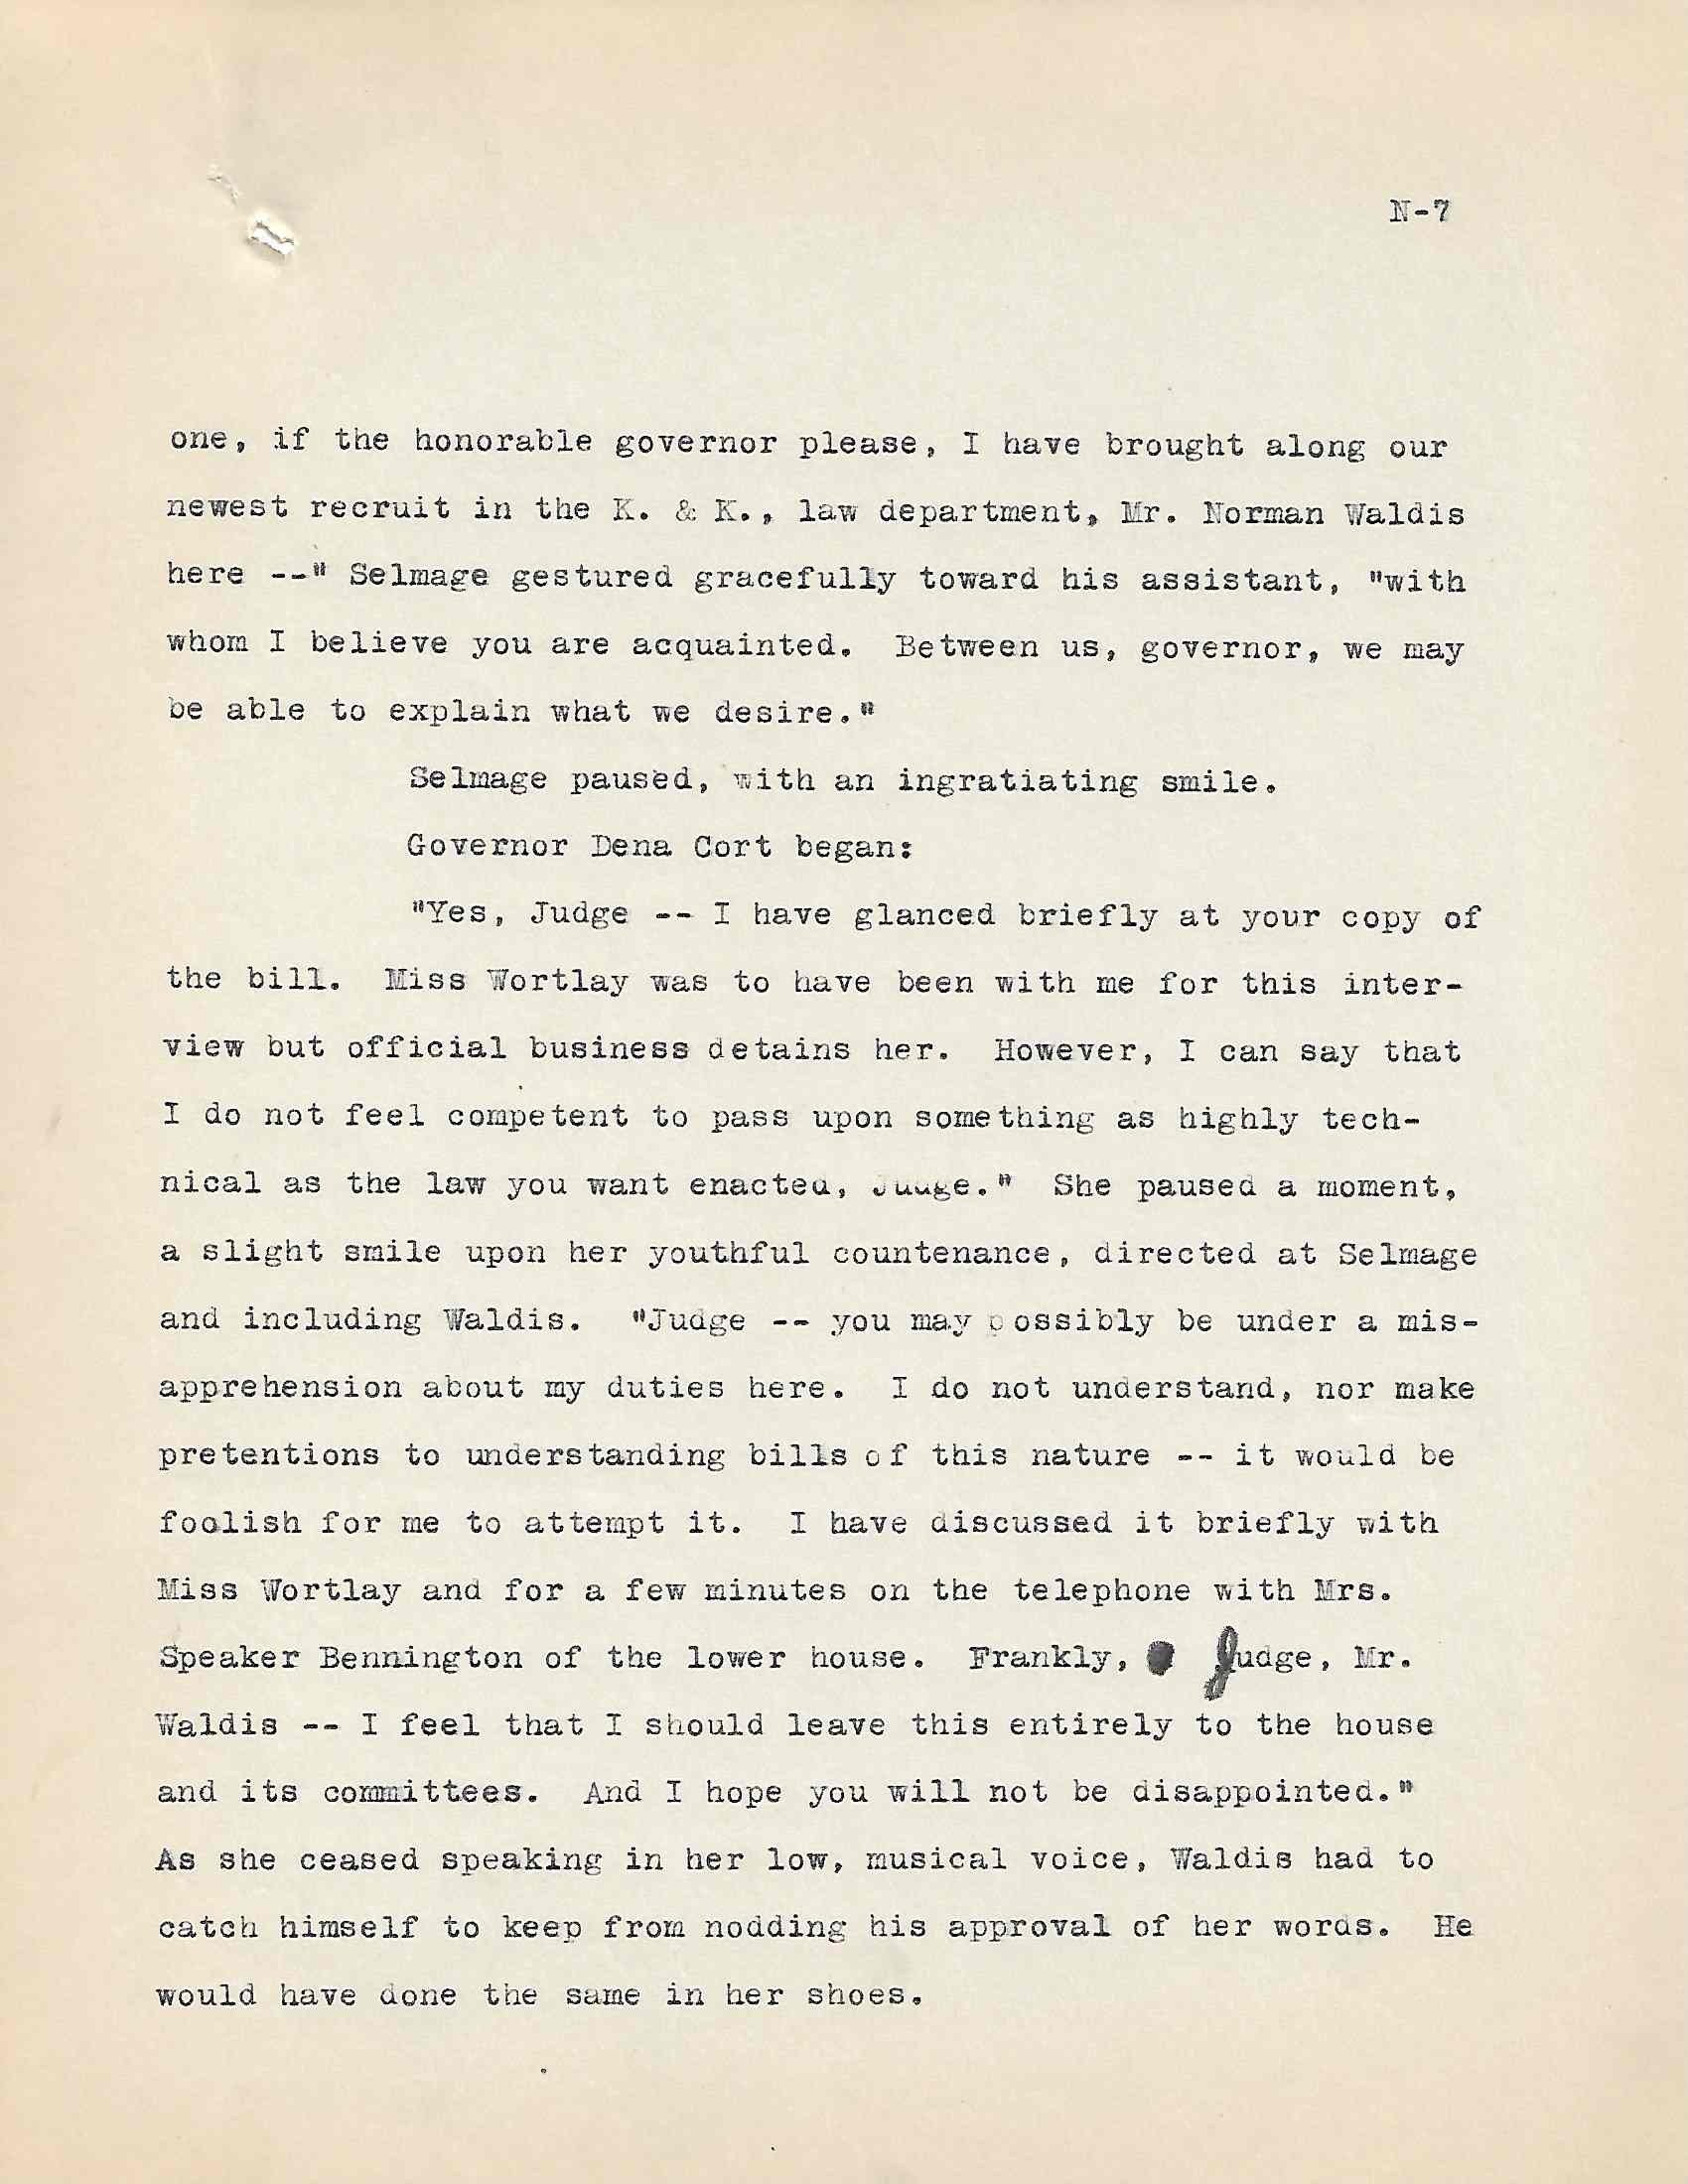 N-7
one, if the honorable governor please, I have brought along our
newest recruit in the K. & K., law department, Mr. Norman Waldis
here --" Selmage gestured gracefully toward his assistant, "with
whom I believe you are acquainted. Between us, governor, we may
be able to explain what we desire."
Selmage paused, with an ingratiating smile.
Governor Dena Cort began:
"Yes, Judge -- I have glanced briefly at your copy of
the bill. Miss Wortlay was to have been with me for this inter-
view but official business detains her. However, I can say that
I do not feel competent to pass upon something as highly tech-
nical as the law you want enacted, Judge." She paused a moment,
a slight smile upon her youthful countenance, directed at Selmage
and including Waldis. "Judge -- you may possibly be under a mis-
apprehension about my duties here. I do not understand, nor make
pretentions to understanding bills of this nature -- it would be
foolish for me to attempt it. I have discussed it briefly with
Miss Wortlay and for a few minutes on the telephone with Mrs.
Speaker Bennington of the lower house. Frankly, Judge, Mr.
Waldis -- I feel that I should leave this entirely to the house
and its committees. And I hope you will not be disappointed."
As she ceased speaking in her low, musical voice, Waldis had to
catch himself to keep from nodding his approval of her words. He
would have done the same in her shoes.